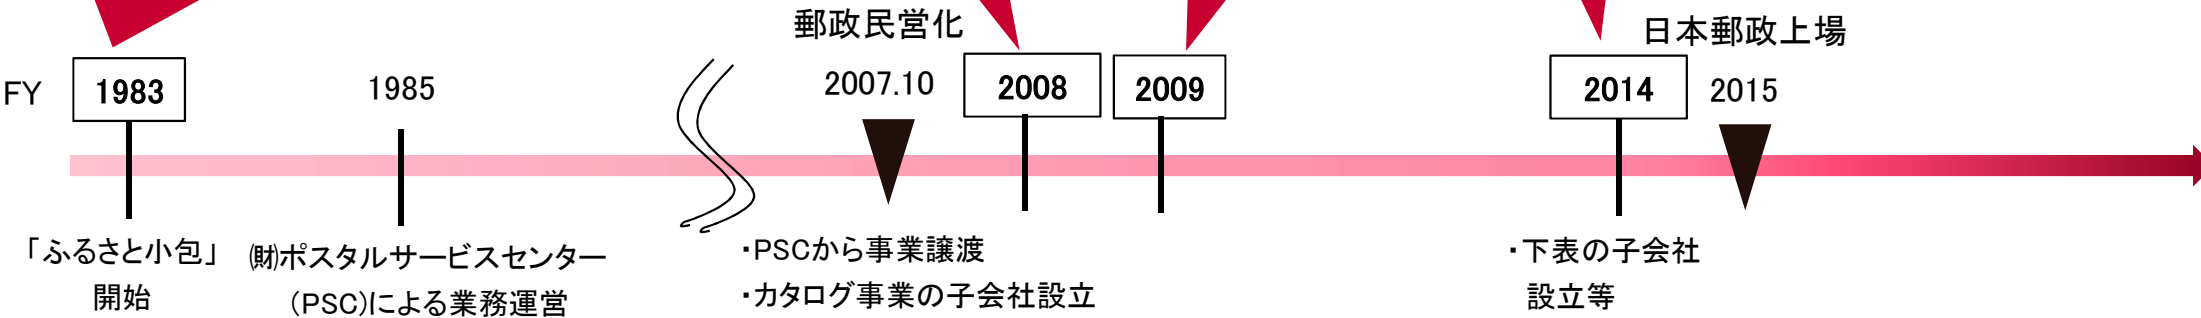 郵政民営化
日本郵政上場
FY
1983
1985
2007.10
2008
2009
2014
2015
「ふるさと小包」
開始
㈶ポスタルサービスセンター
(PSC)による業務運営
・PSCから事業譲渡
・カタログ事業の子会社設立
・下表の子会社
設立等